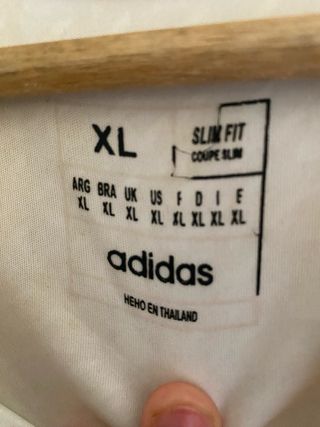 XL
SLIM FIT
COUPE SLIM
ARG BRA UK US F D I E
XL XL XL XL XL XL XL XL
adidas
HEHO EN THAILAND